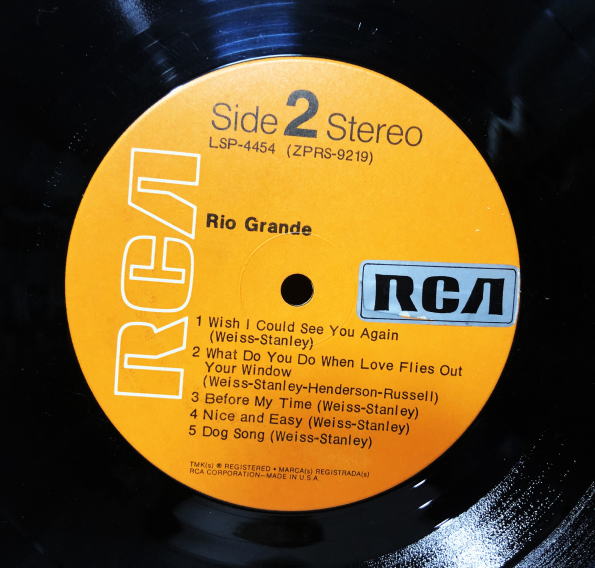 Side 2 Stereo
LSP-4454 (ZPRS-9219)
RCA
Rio Grande
RCA
1 Wish I Could See You Again
(Weiss-Stanley)
2 What Do You Do When Love Flies Out
Your Window
(Weiss-Stanley-Henderson-Russell)
3 Before My Time (Weiss-Stanley)
4 Nice and Easy (Weiss-Stanley)
5 Dog Song (Weiss-Stanley)
TMK(s) ® REGISTERED • MARCA(s) REGISTRADA(s)
RCA CORPORATION—MADE IN U.S.A.